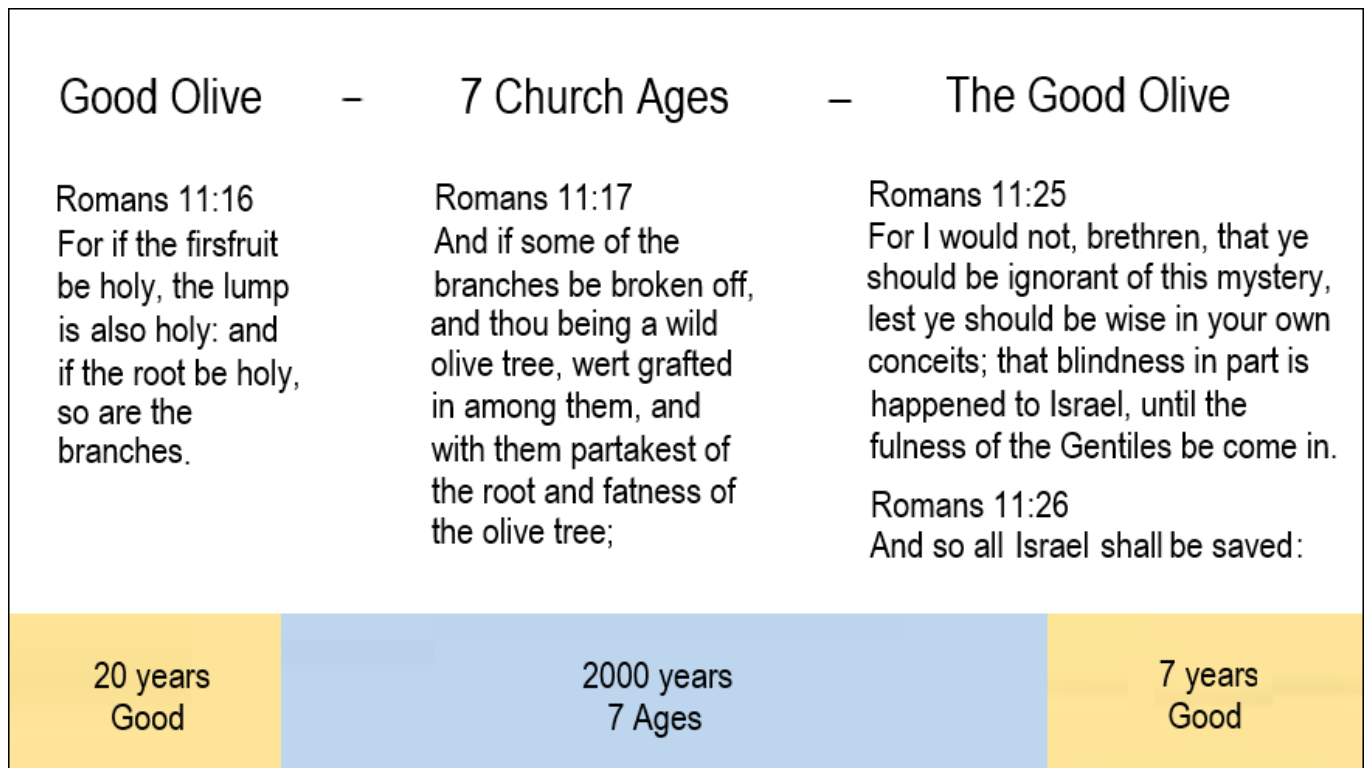 Good Olive – 7 Church Ages – The Good Olive
Romans 11:16
For if the firsfruit
be holy, the lump
is also holy: and
if the root be holy,
so are the
branches.
Romans 11:17
And if some of the
branches be broken off,
and thou being a wild
olive tree, wert grafted
in among them, and
with them partakest of
the root and fatness of
the olive tree;
Romans 11:25
For I would not, brethren, that ye
should be ignorant of this mystery,
lest ye should be wise in your own
conceits; that blindness in part is
happened to Israel, until the
fulness of the Gentiles be come in.
Romans 11:26
And so all Israel shall be saved:
20 years
Good
2000 years
7 Ages
7 years
Good